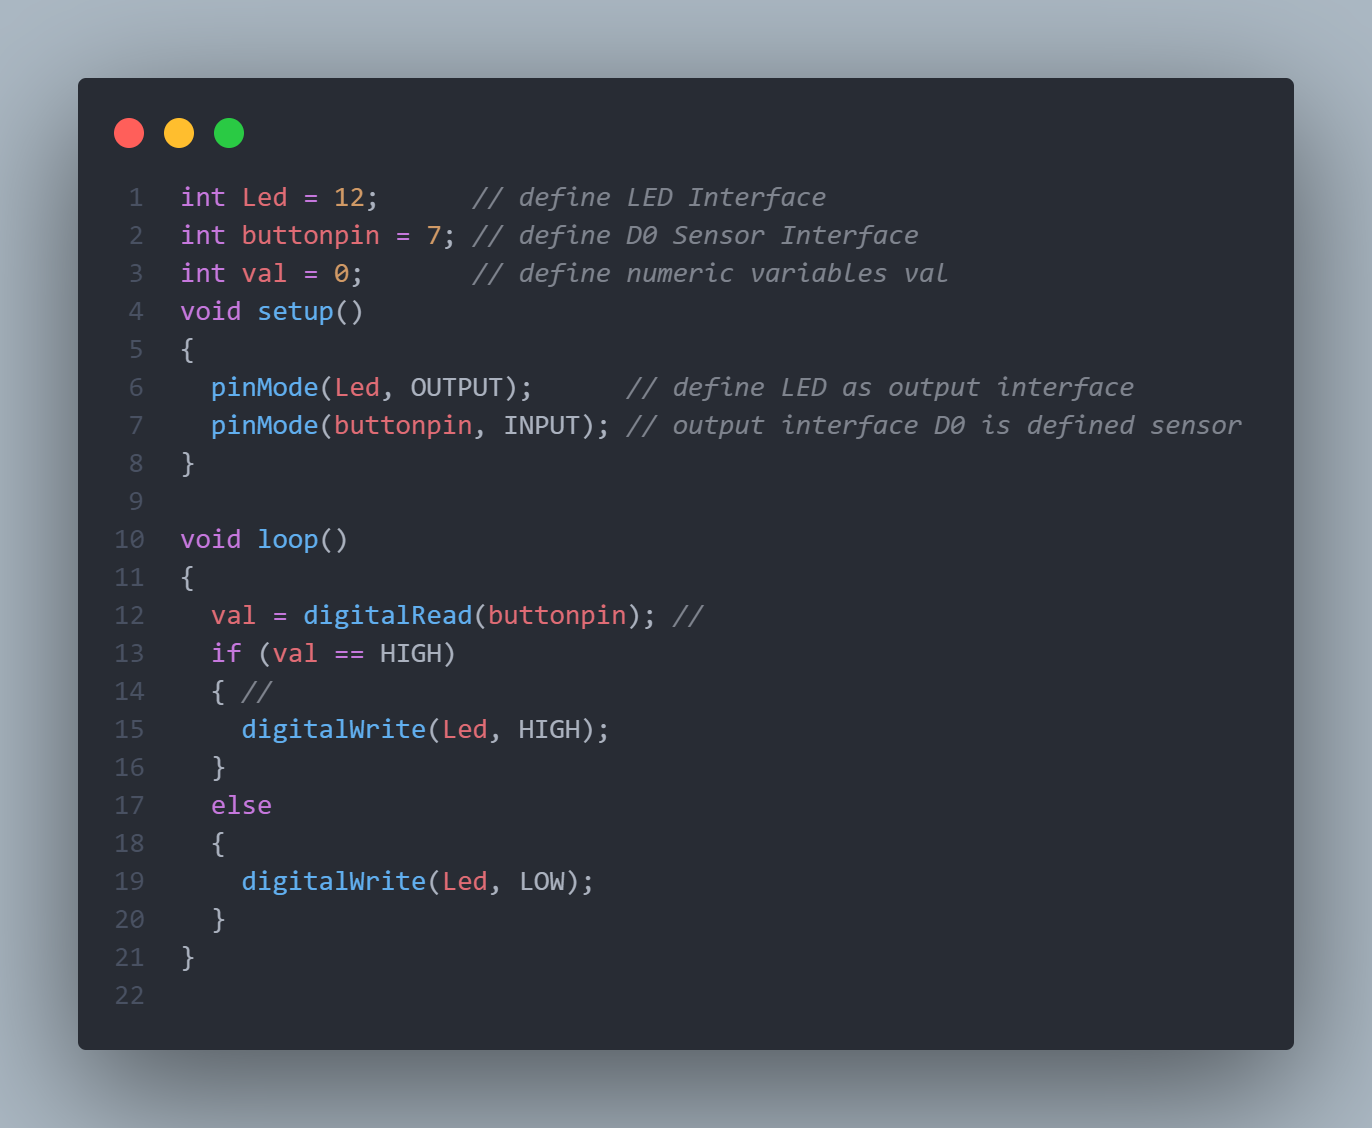 1 int Led = 12;      // define LED Interface
2 int buttonpin = 7; // define D0 Sensor Interface
3 int val = 0;       // define numeric variables val
4 void setup()
5 {
6   pinMode(Led, OUTPUT);      // define LED as output interface
7   pinMode(buttonpin, INPUT); // output interface D0 is defined sensor
8 }
9
10 void loop()
11 {
12   val = digitalRead(buttonpin); //
13   if (val == HIGH)
14   { //
15     digitalWrite(Led, HIGH);
16   }
17   else
18   {
19     digitalWrite(Led, LOW);
20   }
21 }
22